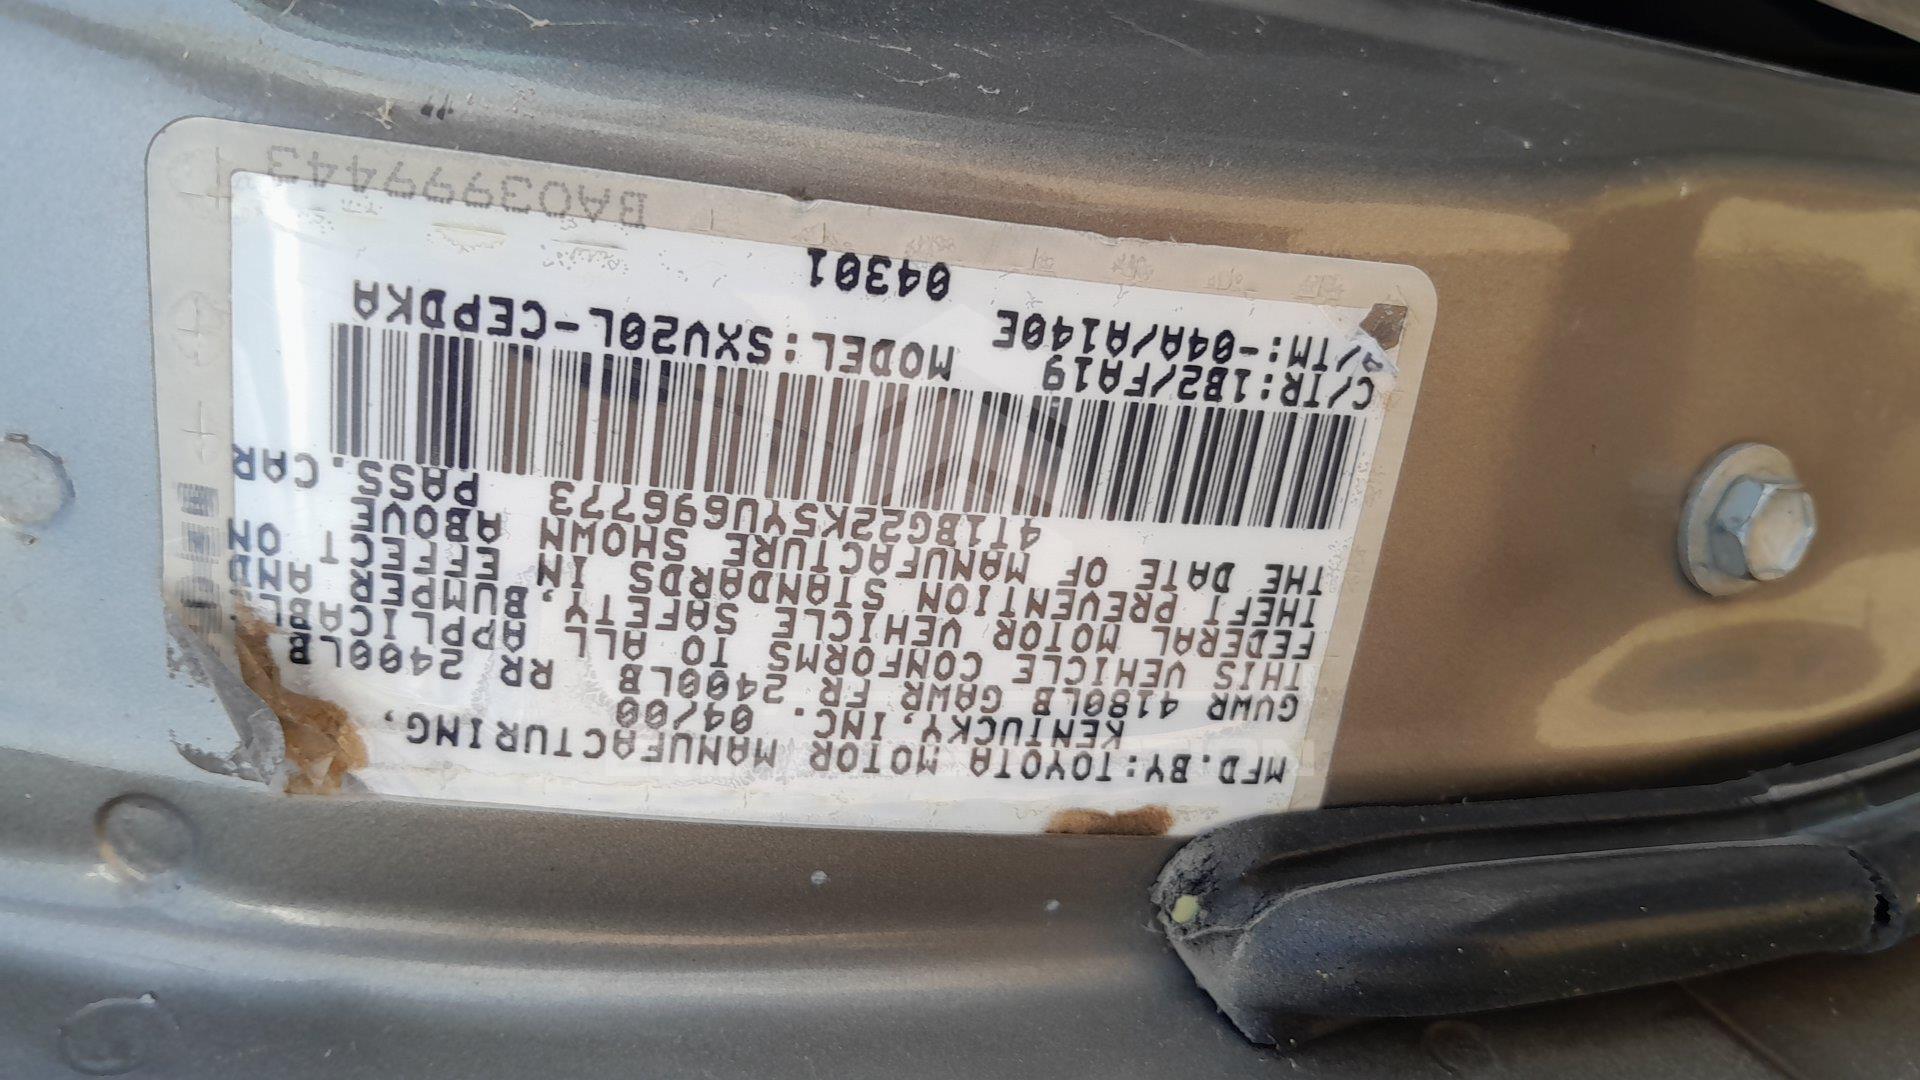 MFD.BY:TOYOTA MOTOR MANUFACTURING,
KENTUCKY,INC. 04/00
GVWR 4180LB GAWR FR 2400LB RR 2400LB
THIS VEHICLE CONFORMS TO ALL APPLICABLE
FEDERAL MOTOR VEHICLE SAFETY, BUMPER, AND
THEFT PREVENTION STANDARDS IN EFFECT ON
THE DATE OF MANUFACTURE SHOWN ABOVE.
4T1BG22K5YU696773 PASS. CAR
C/TR:1B2/FA19 MODEL:SXV20L-CEPDKA
A/TM:-04A/A140E
04301
BA0399443